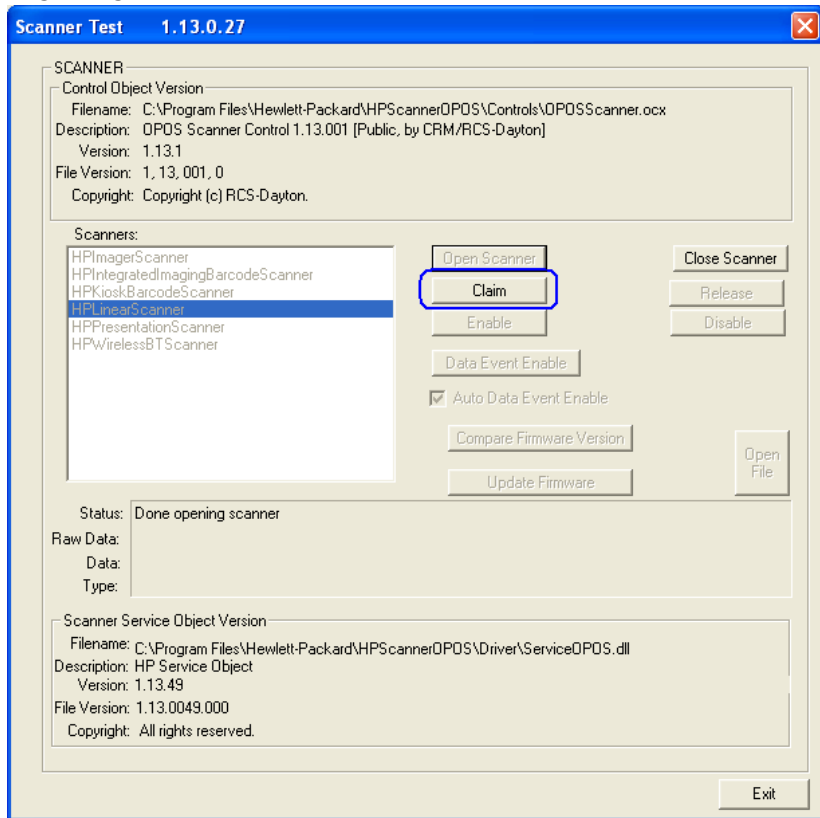 Scanner Test 1.13.0.27
SCANNER
Control Object Version
Filename: C:\Program Files\Hewlett-Packard\HPScannerOPOS\Controls\OPOSScanner.ocx
Description: OPOS Scanner Control 1.13.001 [Public, by CRM/RCS-Dayton]
Version: 1.13.1
File Version: 1, 13, 001, 0
Copyright: Copyright (c) RCS-Dayton.
Scanners:
HPImagerScanner
HPIntegratedImagingBarcodeScanner
HPKioskBarcodeScanner
HPLinearScanner
HPPresentationScanner
HPWirelessBTScanner
Open Scanner Close Scanner
Claim Release
Enable Disable
Data Event Enable
Auto Data Event Enable
Compare Firmware Version
Update Firmware
Open
File
Status: Done opening scanner
Raw Data:
Data:
Type:
Scanner Service Object Version
Filename: C:\Program Files\Hewlett-Packard\HPScannerOPOS\Driver\ServiceOPOS.dll
Description: HP Service Object
Version: 1.13.49
File Version: 1.13.0049.000
Copyright: All rights reserved.
Exit